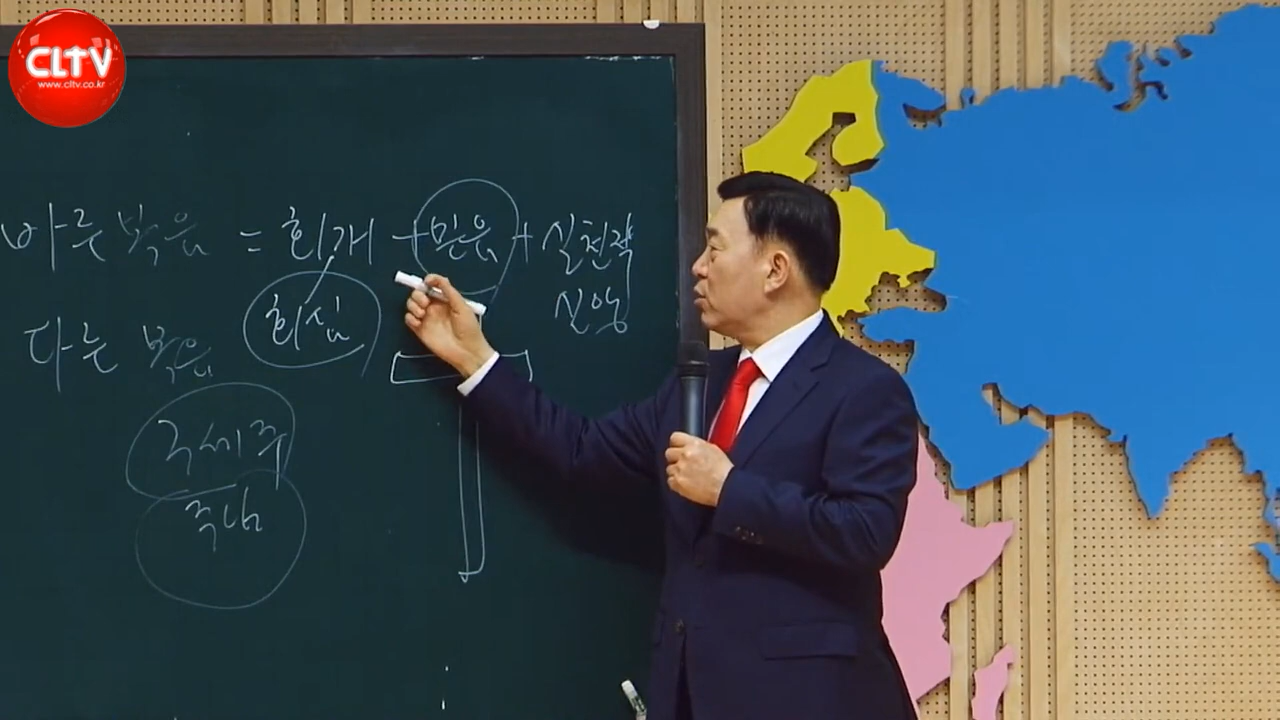 CLTV
www.cltv.co.kr
바른 복음 = 회개 + 믿음 + 실천적
신앙
회심
다른 복음
구세주
주님